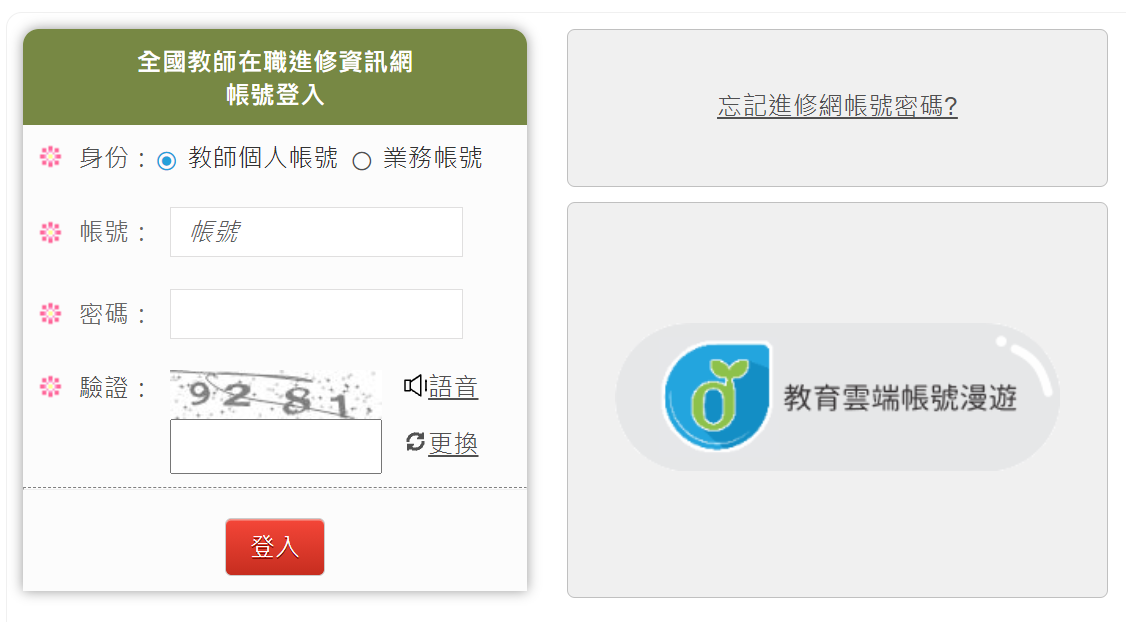 全國教師在職進修資訊網
帳號登入
身份： 教師個人帳號 業務帳號
帳號： 帳號
密碼：
驗證： 9281 語音
更換
登入
忘記進修網帳號密碼?
教育雲端帳號漫遊